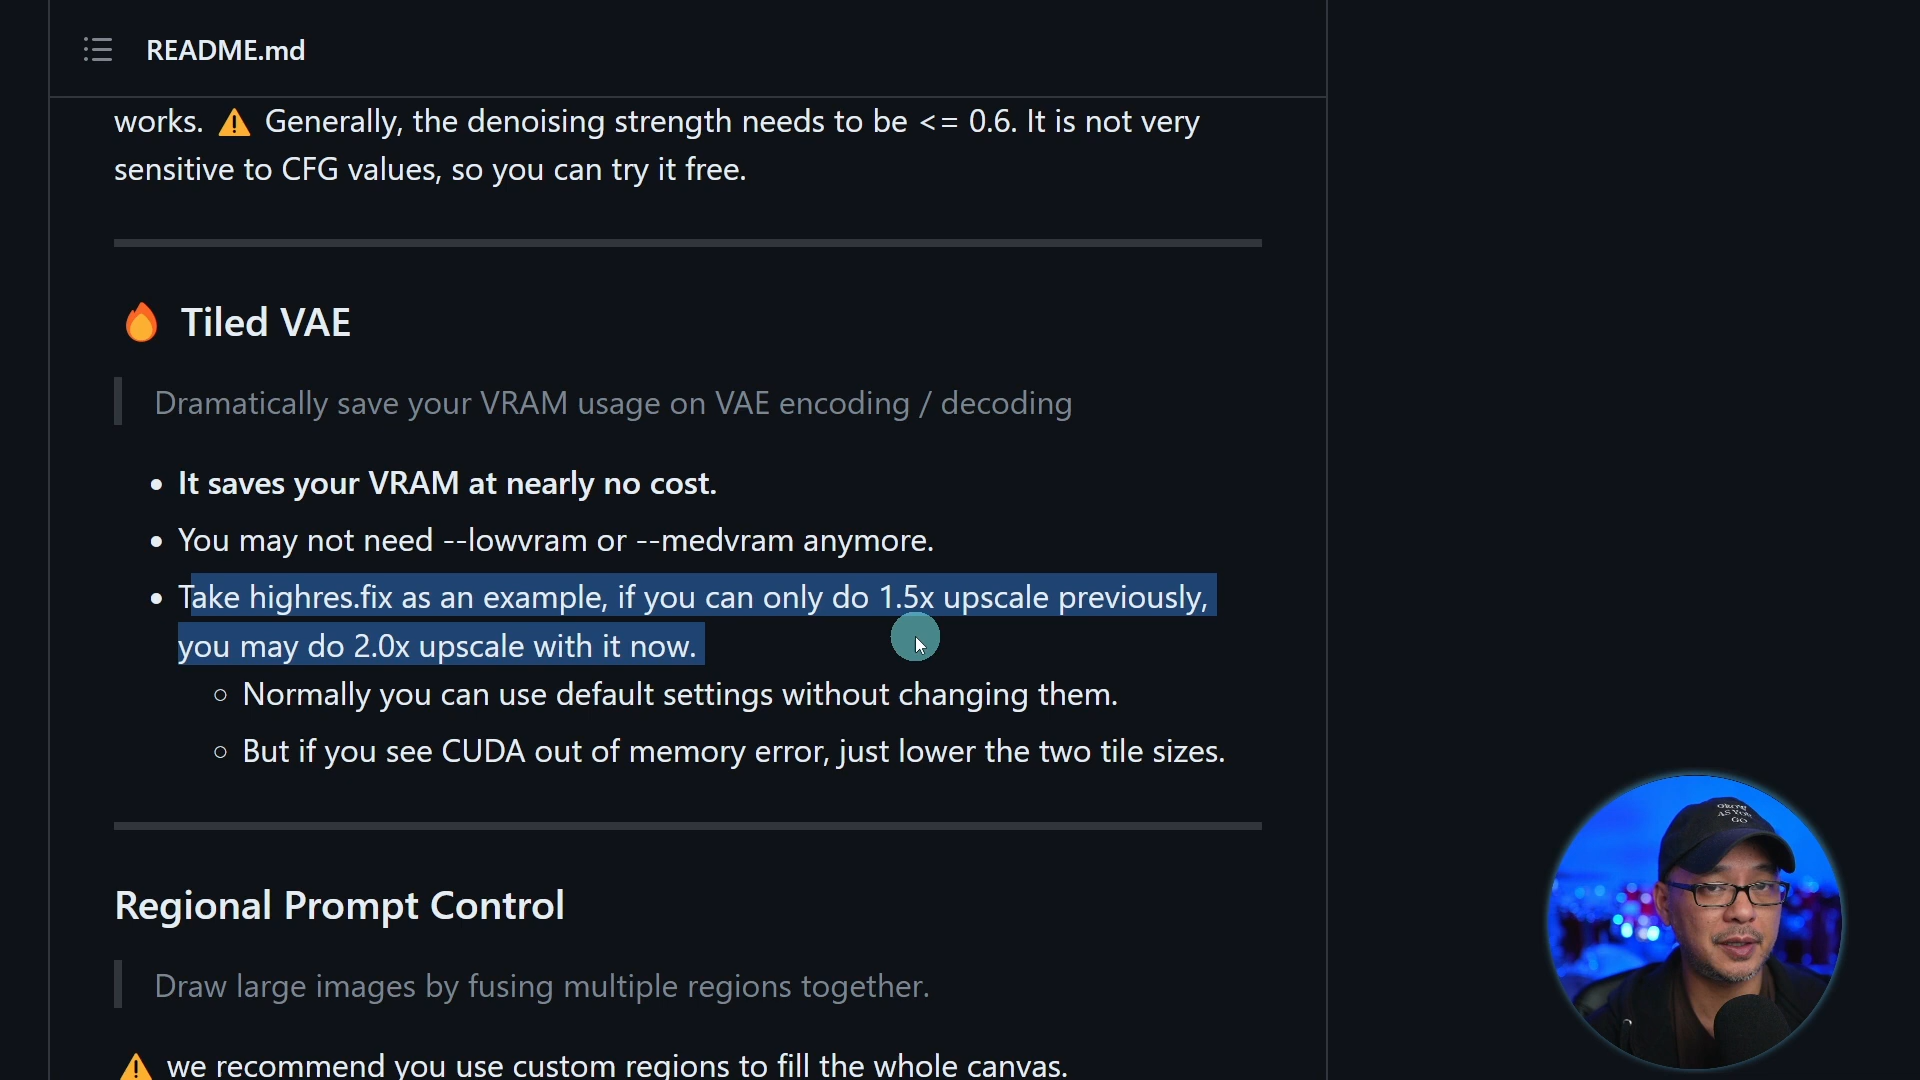 README.md
works. ⚠ Generally, the denoising strength needs to be <= 0.6. It is not very
sensitive to CFG values, so you can try it free.
🔥 Tiled VAE
Dramatically save your VRAM usage on VAE encoding / decoding
• It saves your VRAM at nearly no cost.
• You may not need --lowvram or --medvram anymore.
• Take highres.fix as an example, if you can only do 1.5x upscale previously,
you may do 2.0x upscale with it now.
○ Normally you can use default settings without changing them.
○ But if you see CUDA out of memory error, just lower the two tile sizes.
Regional Prompt Control
Draw large images by fusing multiple regions together.
⚠ we recommend you use custom regions to fill the whole canvas.
GROW
AS YOU
GO